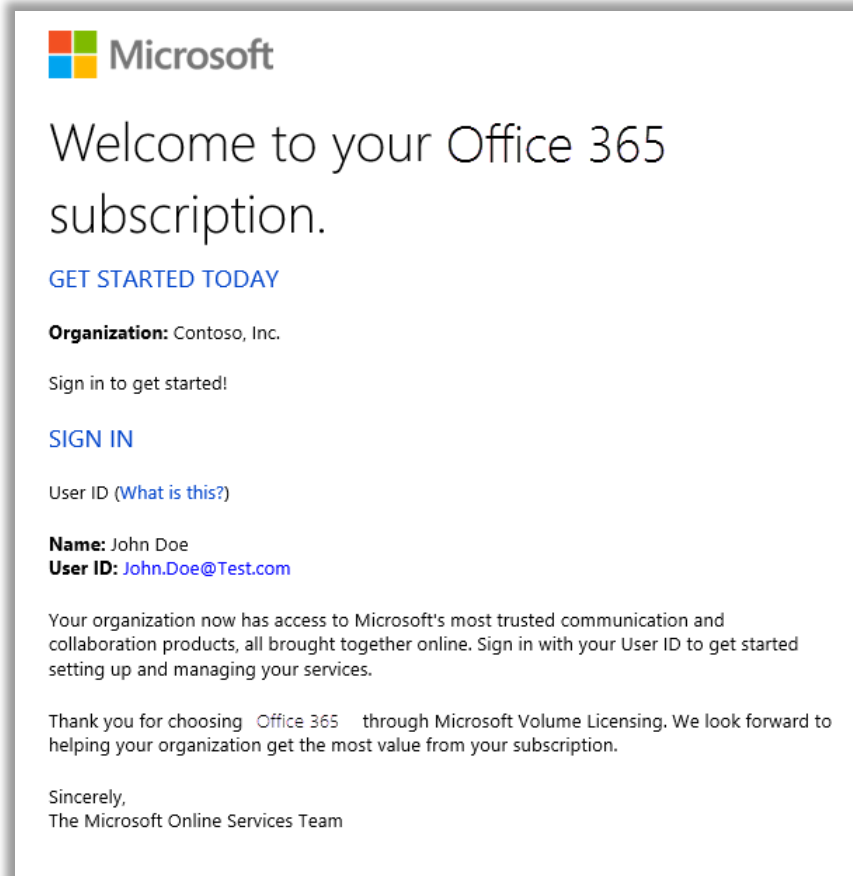 Microsoft
Welcome to your Office 365
subscription.
GET STARTED TODAY
Organization: Contoso, Inc.
Sign in to get started!
SIGN IN
User ID (What is this?)
Name: John Doe
User ID: John.Doe@Test.com
Your organization now has access to Microsoft's most trusted communication and
collaboration products, all brought together online. Sign in with your User ID to get started
setting up and managing your services.
Thank you for choosing Office 365 through Microsoft Volume Licensing. We look forward to
helping your organization get the most value from your subscription.
Sincerely,
The Microsoft Online Services Team